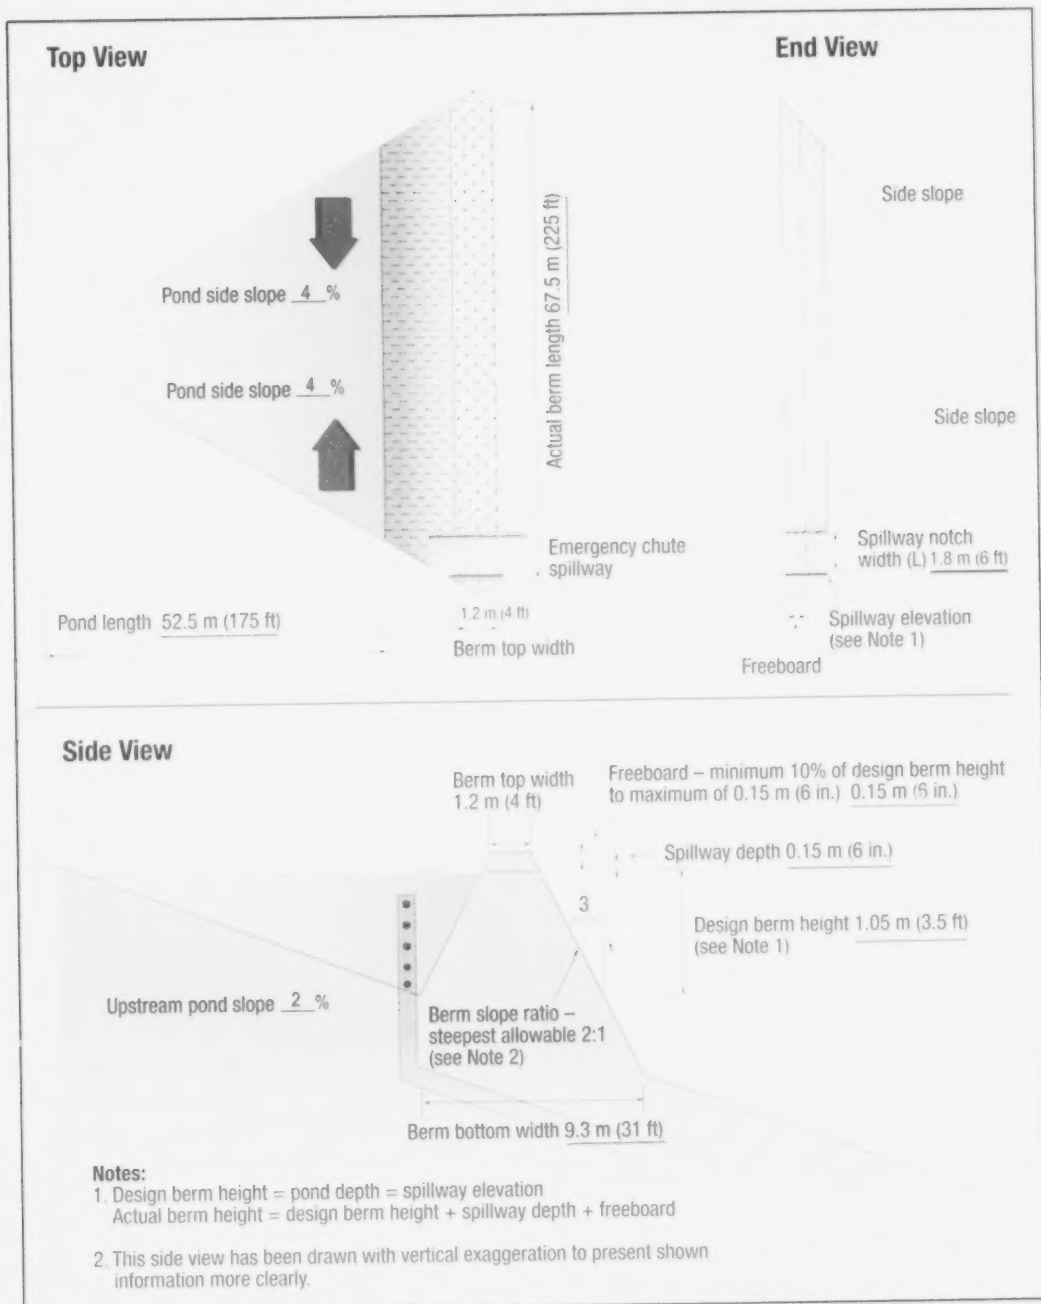 Top View
End View
Side slope
Actual berm length 67.5 m (225 ft)
Pond side slope 4 %
Pond side slope 4 %
Side slope
Emergency chute
spillway
Spillway notch
width (L) 1.8 m (6 ft)
Pond length 52.5 m (175 ft)
1.2 m (4 ft)
Berm top width
Spillway elevation
(see Note 1)
Freeboard
Side View
Berm top width
1.2 m (4 ft)
Freeboard – minimum 10% of design berm height
to maximum of 0.15 m (6 in.) 0.15 m (6 in.)
Spillway depth 0.15 m (6 in.)
3
1
Design berm height 1.05 m (3.5 ft)
(see Note 1)
Upstream pond slope 2 %
Berm slope ratio –
steepest allowable 2:1
(see Note 2)
Berm bottom width 9.3 m (31 ft)
Notes:
1. Design berm height = pond depth = spillway elevation
Actual berm height = design berm height + spillway depth + freeboard
2. This side view has been drawn with vertical exaggeration to present shown
information more clearly.